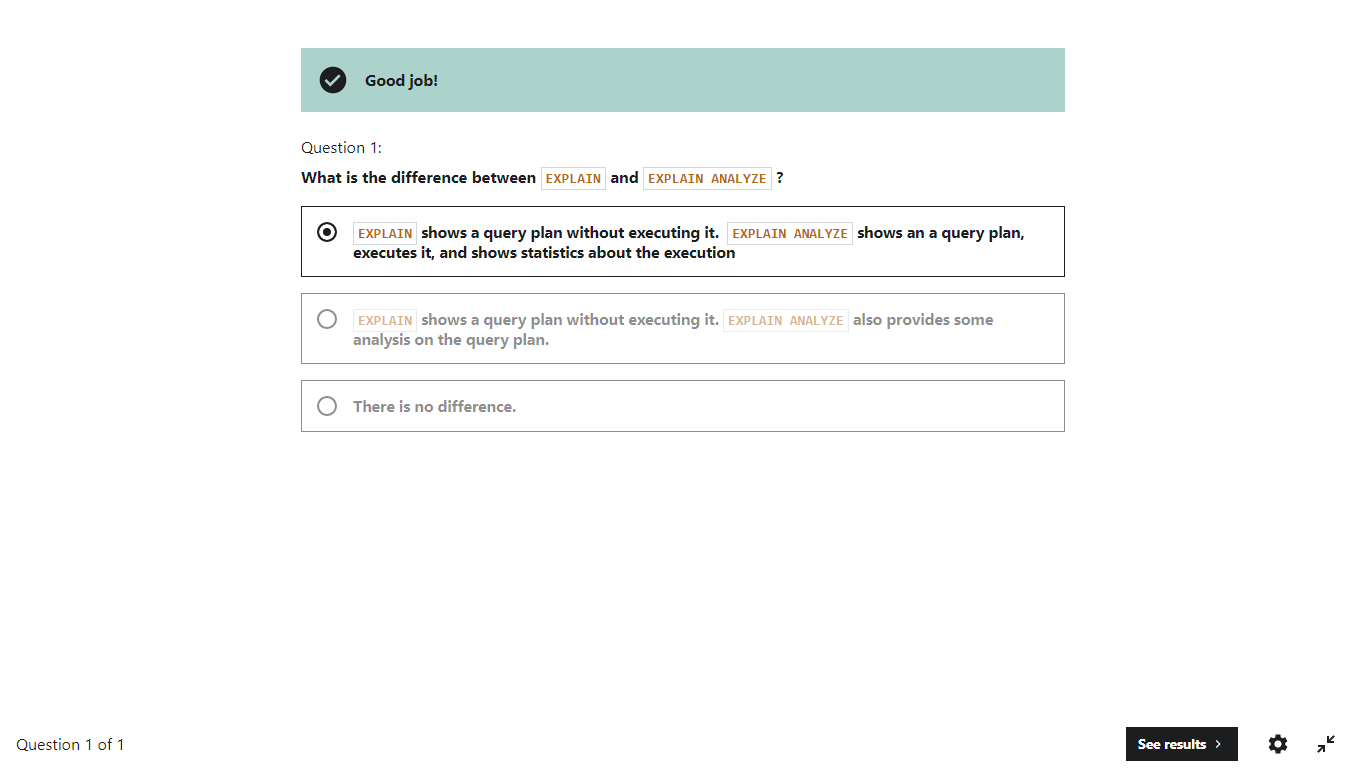 Good job!
Question 1:
What is the difference between EXPLAIN and EXPLAIN ANALYZE ?
EXPLAIN shows a query plan without executing it. EXPLAIN ANALYZE shows an a query plan,
executes it, and shows statistics about the execution
EXPLAIN shows a query plan without executing it. EXPLAIN ANALYZE also provides some
analysis on the query plan.
There is no difference.
Question 1 of 1
See results